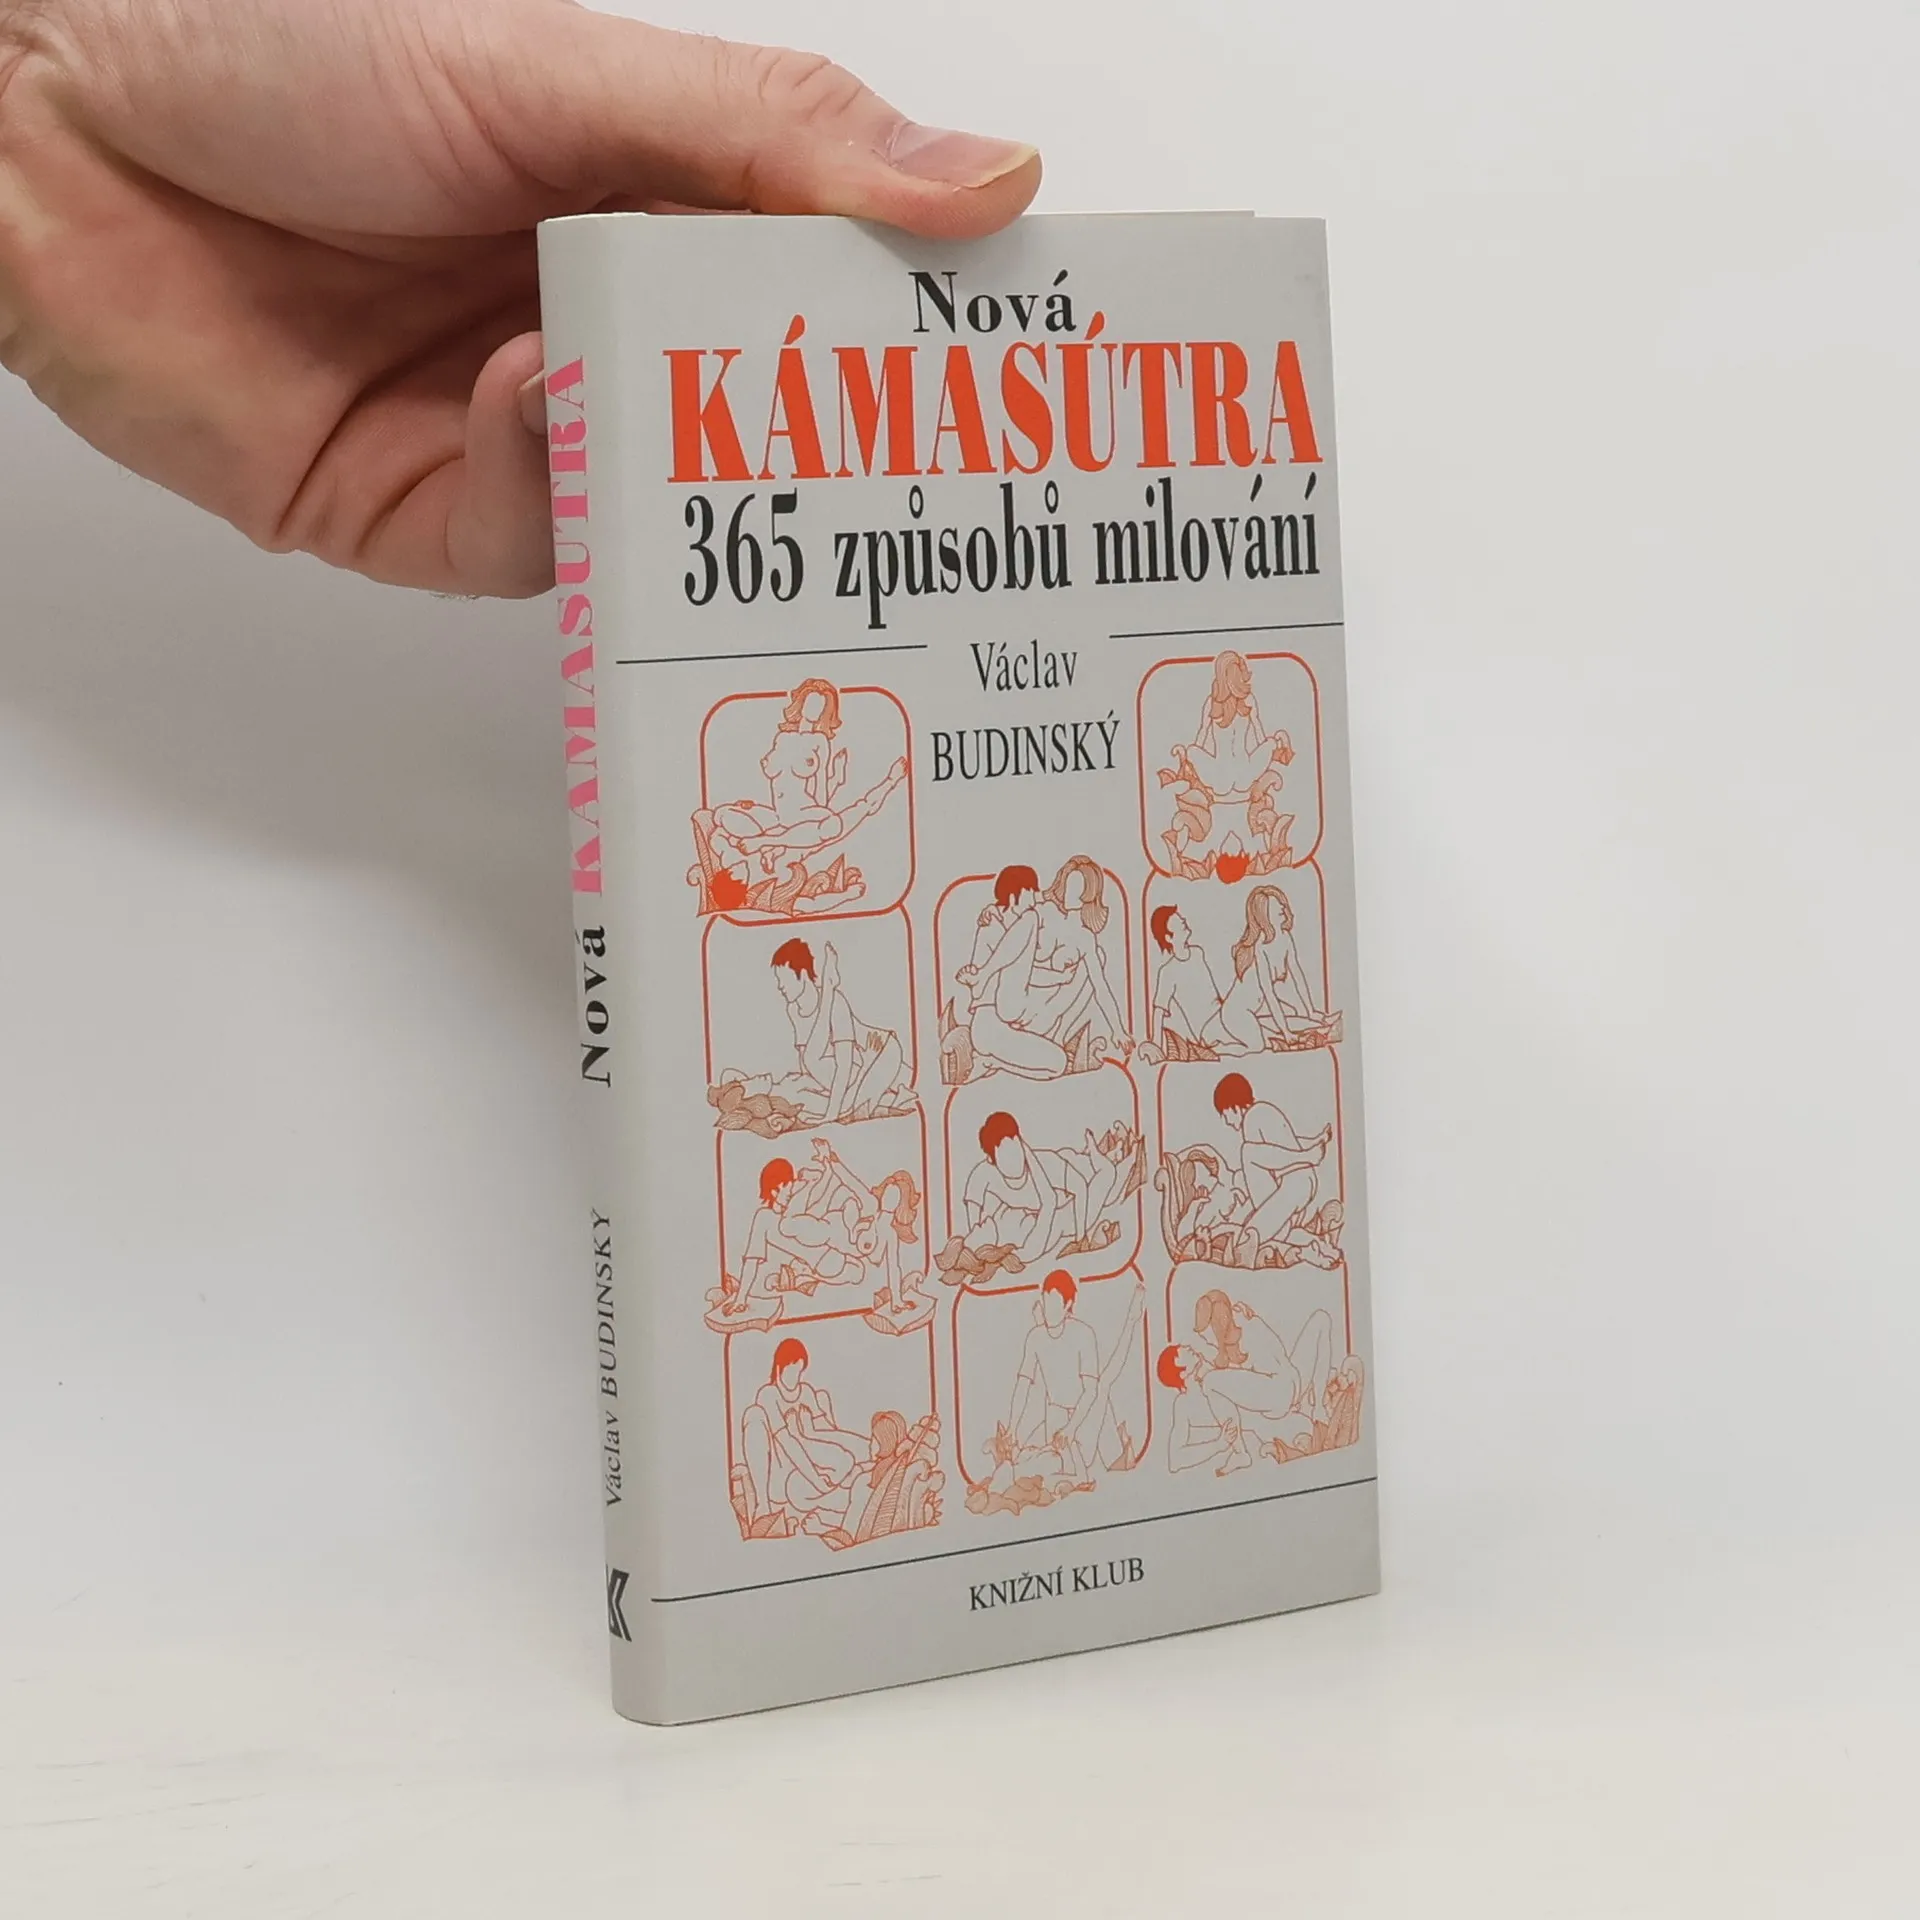 Nová
KÁMASÚTRA
365 způsobů milování
Václav
BUDINSKÝ
KNIŽNÍ KLUB
Václav BUDINSKÝ Nová KÁMASÚTRA